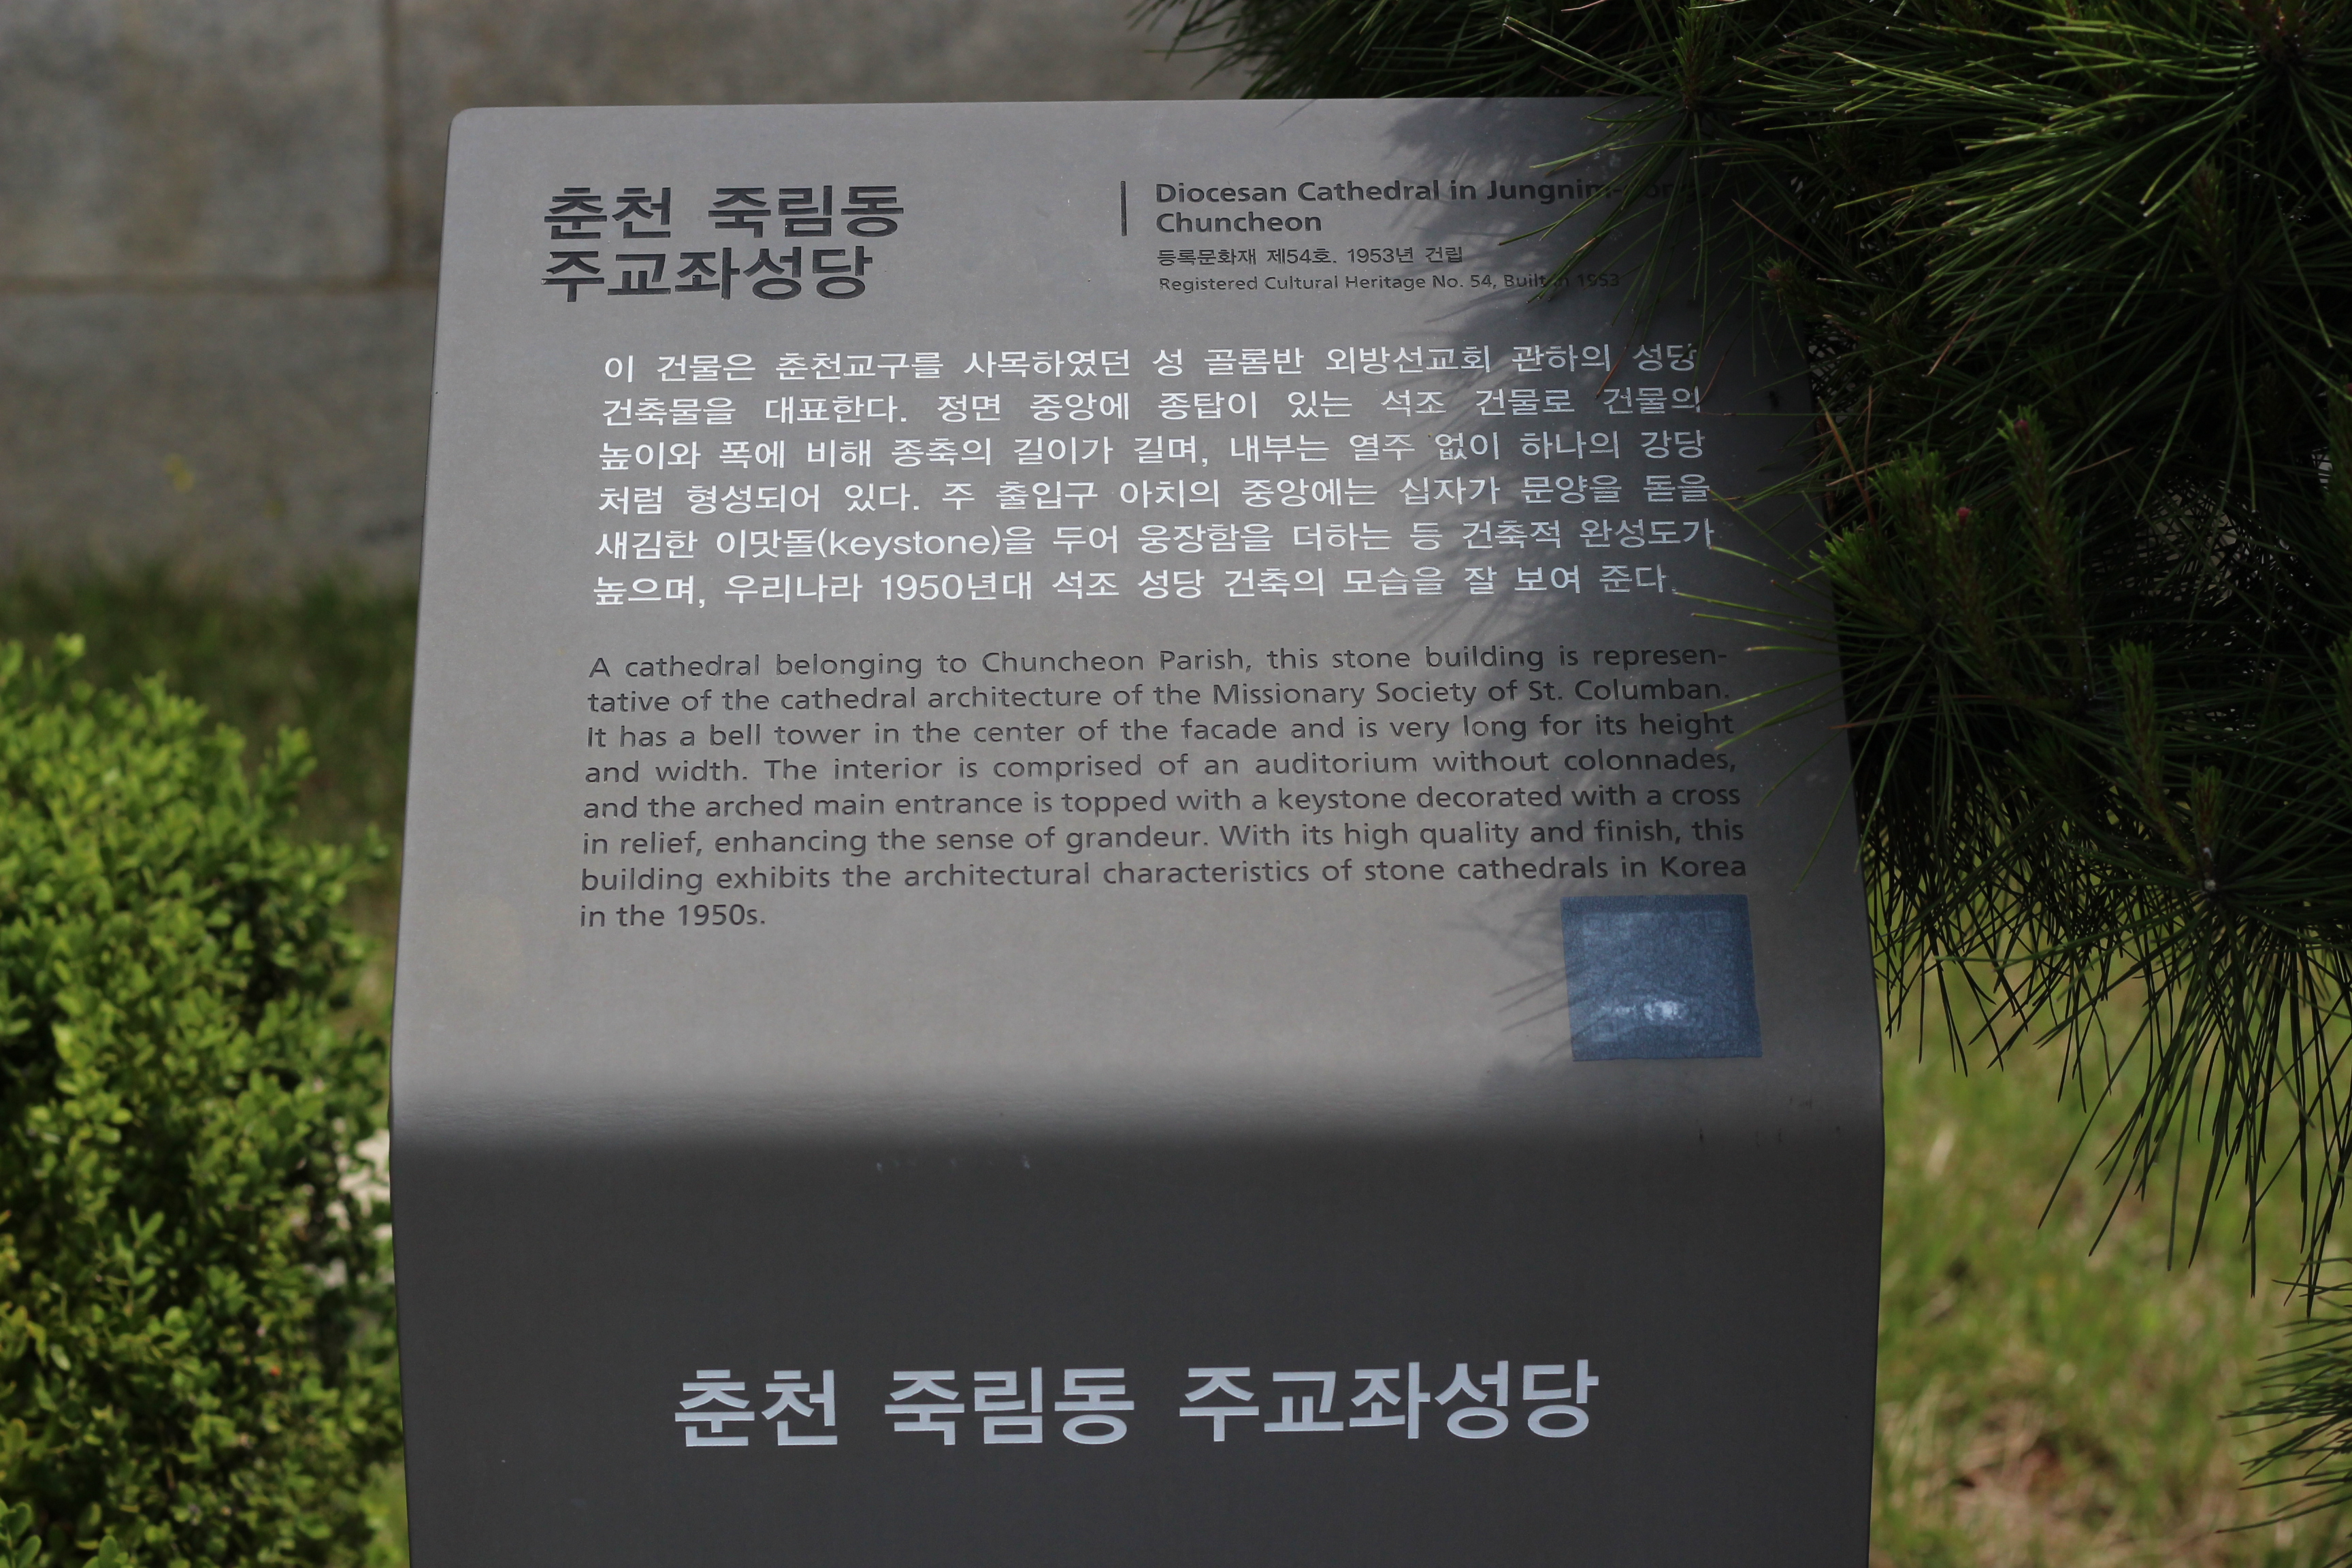 춘천 죽림동
주교좌성당
Diocesan Cathedral in Jungnim-dong,
Chuncheon
등록문화재 제54호. 1953년 건립
Registered Cultural Heritage No. 54, Built in 1953
이 건물은 춘천교구를 사목하였던 성 골롬반 외방선교회 관하의 성당
건축물을 대표한다. 정면 중앙에 종탑이 있는 석조 건물로 건물의
높이와 폭에 비해 종축의 길이가 길며, 내부는 열주 없이 하나의 강당
처럼 형성되어 있다. 주 출입구 아치의 중앙에는 십자가 문양을 돋을
새김한 이맛돌(keystone)을 두어 웅장함을 더하는 등 건축적 완성도가
높으며, 우리나라 1950년대 석조 성당 건축의 모습을 잘 보여 준다.
A cathedral belonging to Chuncheon Parish, this stone building is represen-
tative of the cathedral architecture of the Missionary Society of St. Columban.
It has a bell tower in the center of the facade and is very long for its height
and width. The interior is comprised of an auditorium without colonnades,
and the arched main entrance is topped with a keystone decorated with a cross
in relief, enhancing the sense of grandeur. With its high quality and finish, this
building exhibits the architectural characteristics of stone cathedrals in Korea
in the 1950s.
춘천 죽림동 주교좌성당